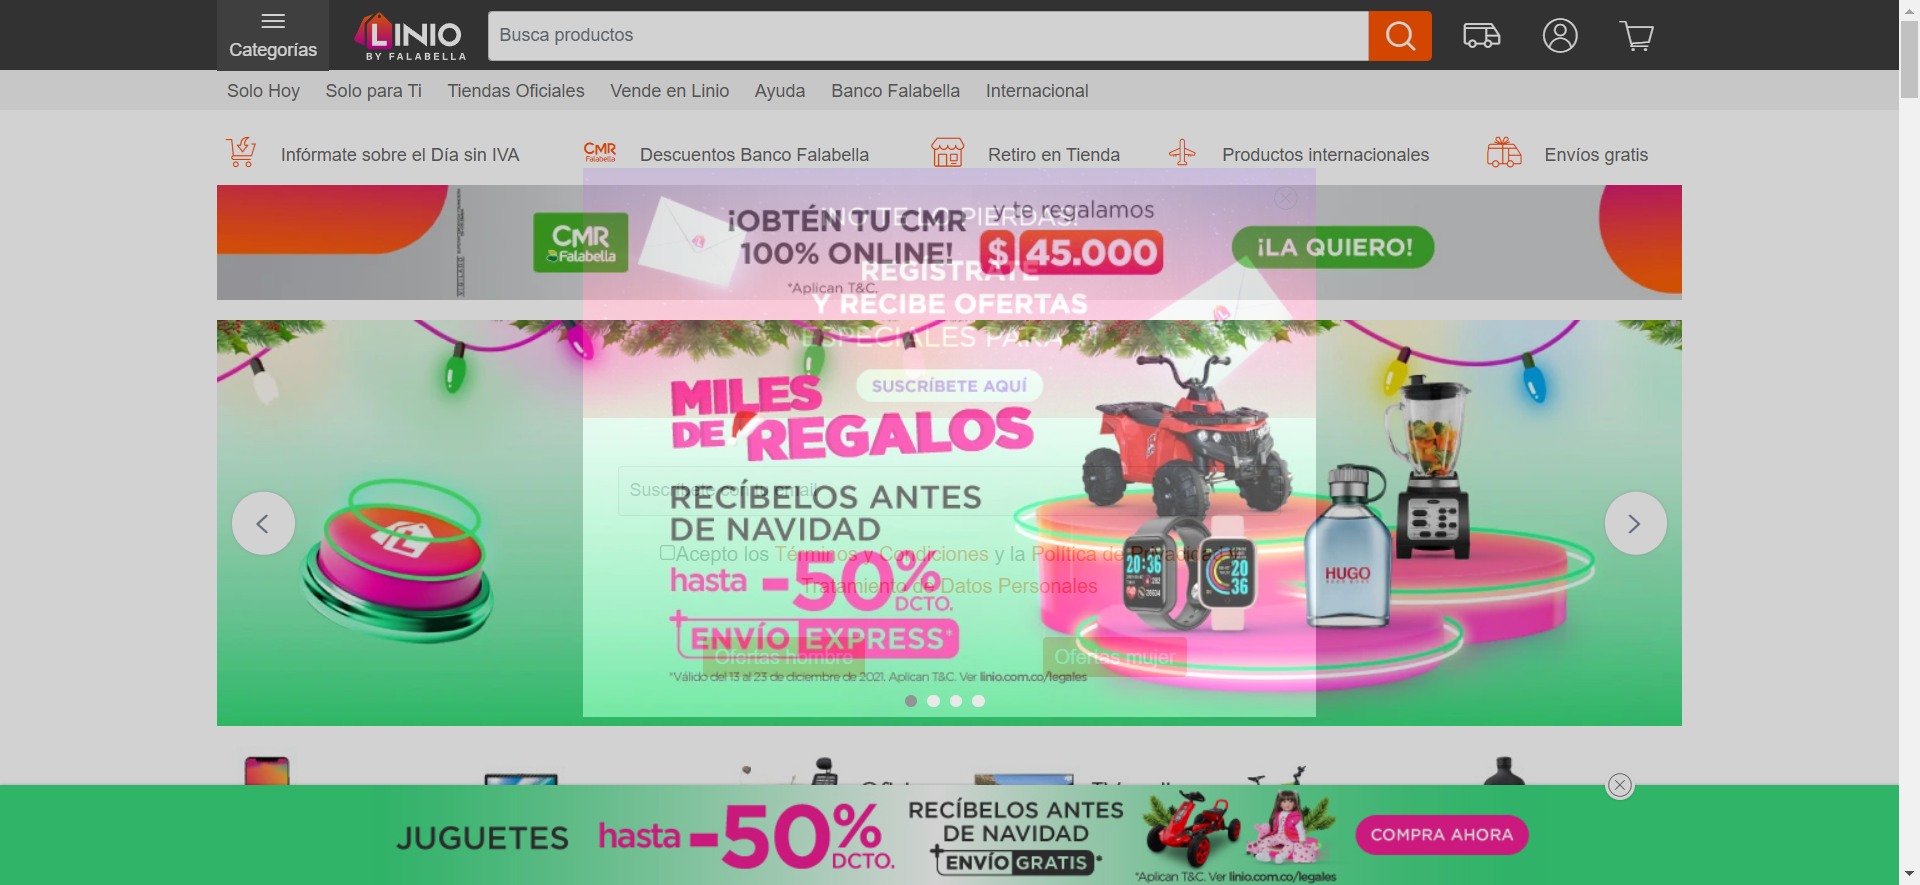 Categorías
LINIO
BY FALABELLA
Busca productos
Solo Hoy
Solo para Ti
Tiendas Oficiales
Vende en Linio
Ayuda
Banco Falabella
Internacional
Infórmate sobre el Día sin IVA
CMR
Falabella
Descuentos Banco Falabella
Retiro en Tienda
Productos internacionales
Envíos gratis
VIGILADO
CMR
Falabella
¡OBTÉN TU CMR
100% ONLINE!
*Aplican T&C.
y te regalamos
$ 45.000
¡LA QUIERO!
¡NO TE LO PIERDAS!
REGÍSTRATE
Y RECIBE OFERTAS
ESPECIALES PARA TI
SUSCRÍBETE AQUÍ
Suscríbete con tu email
Acepto los Términos y Condiciones y la Política de Privacidad y
Tratamiento de Datos Personales
Ofertas hombre
Ofertas mujer
MILES
DE REGALOS
RECÍBELOS ANTES
DE NAVIDAD
hasta -50%
DCTO.
+ENVÍO EXPRESS*
*Válido del 13 al 23 de diciembre de 2021. Aplican T&C. Ver linio.com.co/legales
20:36
20
36
HUGO
JUGUETES
hasta -50%
DCTO.
RECÍBELOS ANTES
DE NAVIDAD
+ENVÍO GRATIS*
*Aplican T&C. Ver linio.com.co/legales
COMPRA AHORA